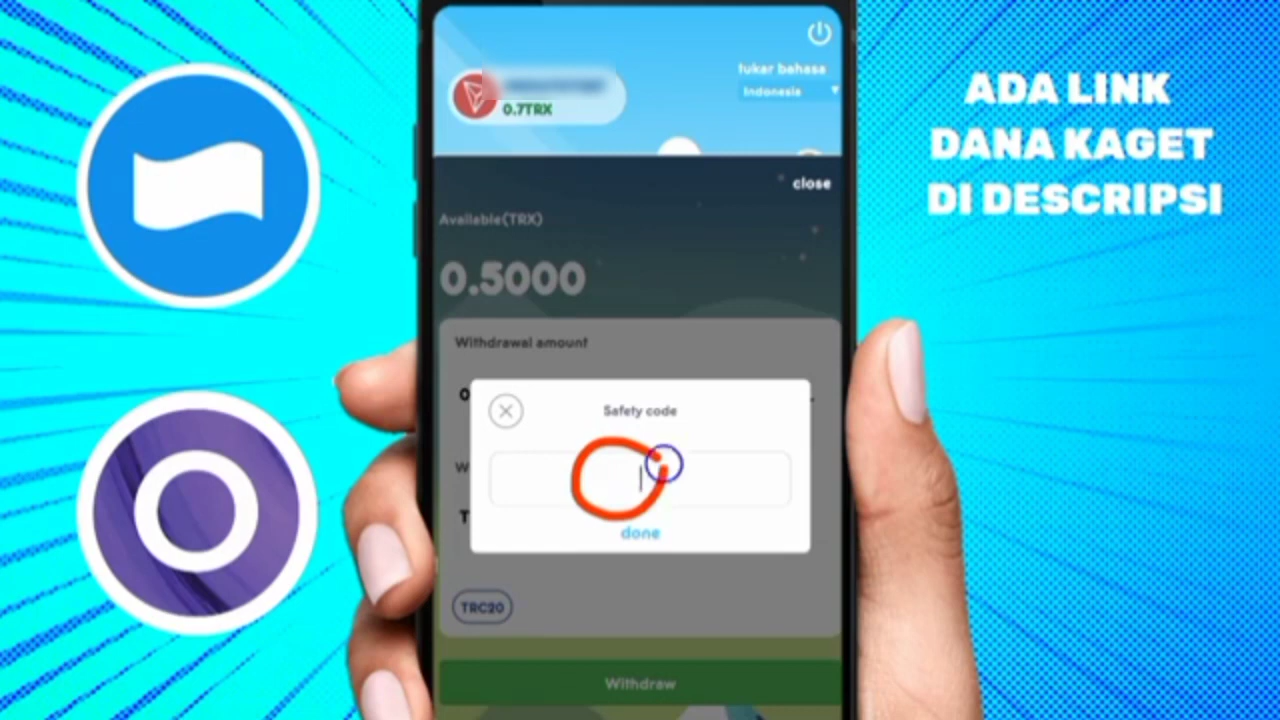 tukar bahasa
Indonesia
0.7TRX
ADA LINK
DANA KAGET
DI DESCRIPSI
close
Available(TRX)
0.5000
Withdrawal amount
0
Safety code
W
T
done
TRC20
Withdraw